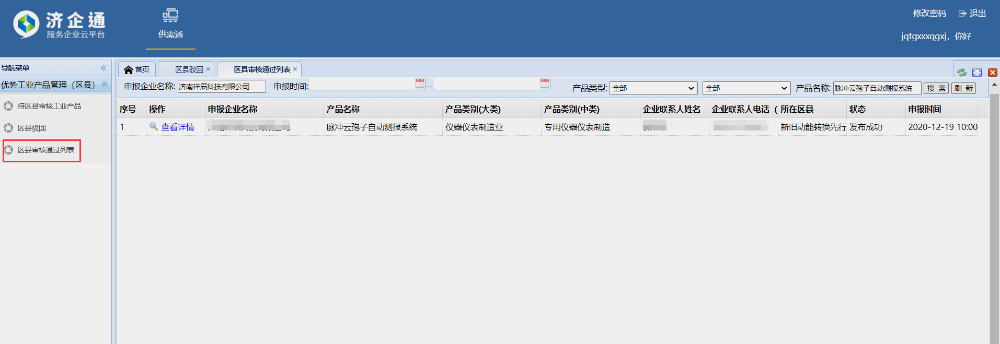 济企通
服务企业云平台
供需通
修改密码 退出
jqtgxxxqgxj，你好
导航菜单
优势工业产品管理（区县）
待区县审核工业产品
区县驳回
区县审核通过列表
首页 区县驳回 × 区县审核通过列表 ×
申报企业名称: 济南祥辰科技有限公司 申报时间: -- 产品类型: 全部 全部 产品名称: 脉冲云孢子自动测报系统 搜 索 刷 新
序号 操作 申报企业名称 产品名称 产品类别(大类) 产品类别(中类) 企业联系人姓名 企业联系人电话（ 所在区县 状态 申报时间
1 查看详情 脉冲云孢子自动测报系统 仪器仪表制造业 专用仪器仪表制造 新旧动能转换先行 发布成功 2020-12-19 10:00